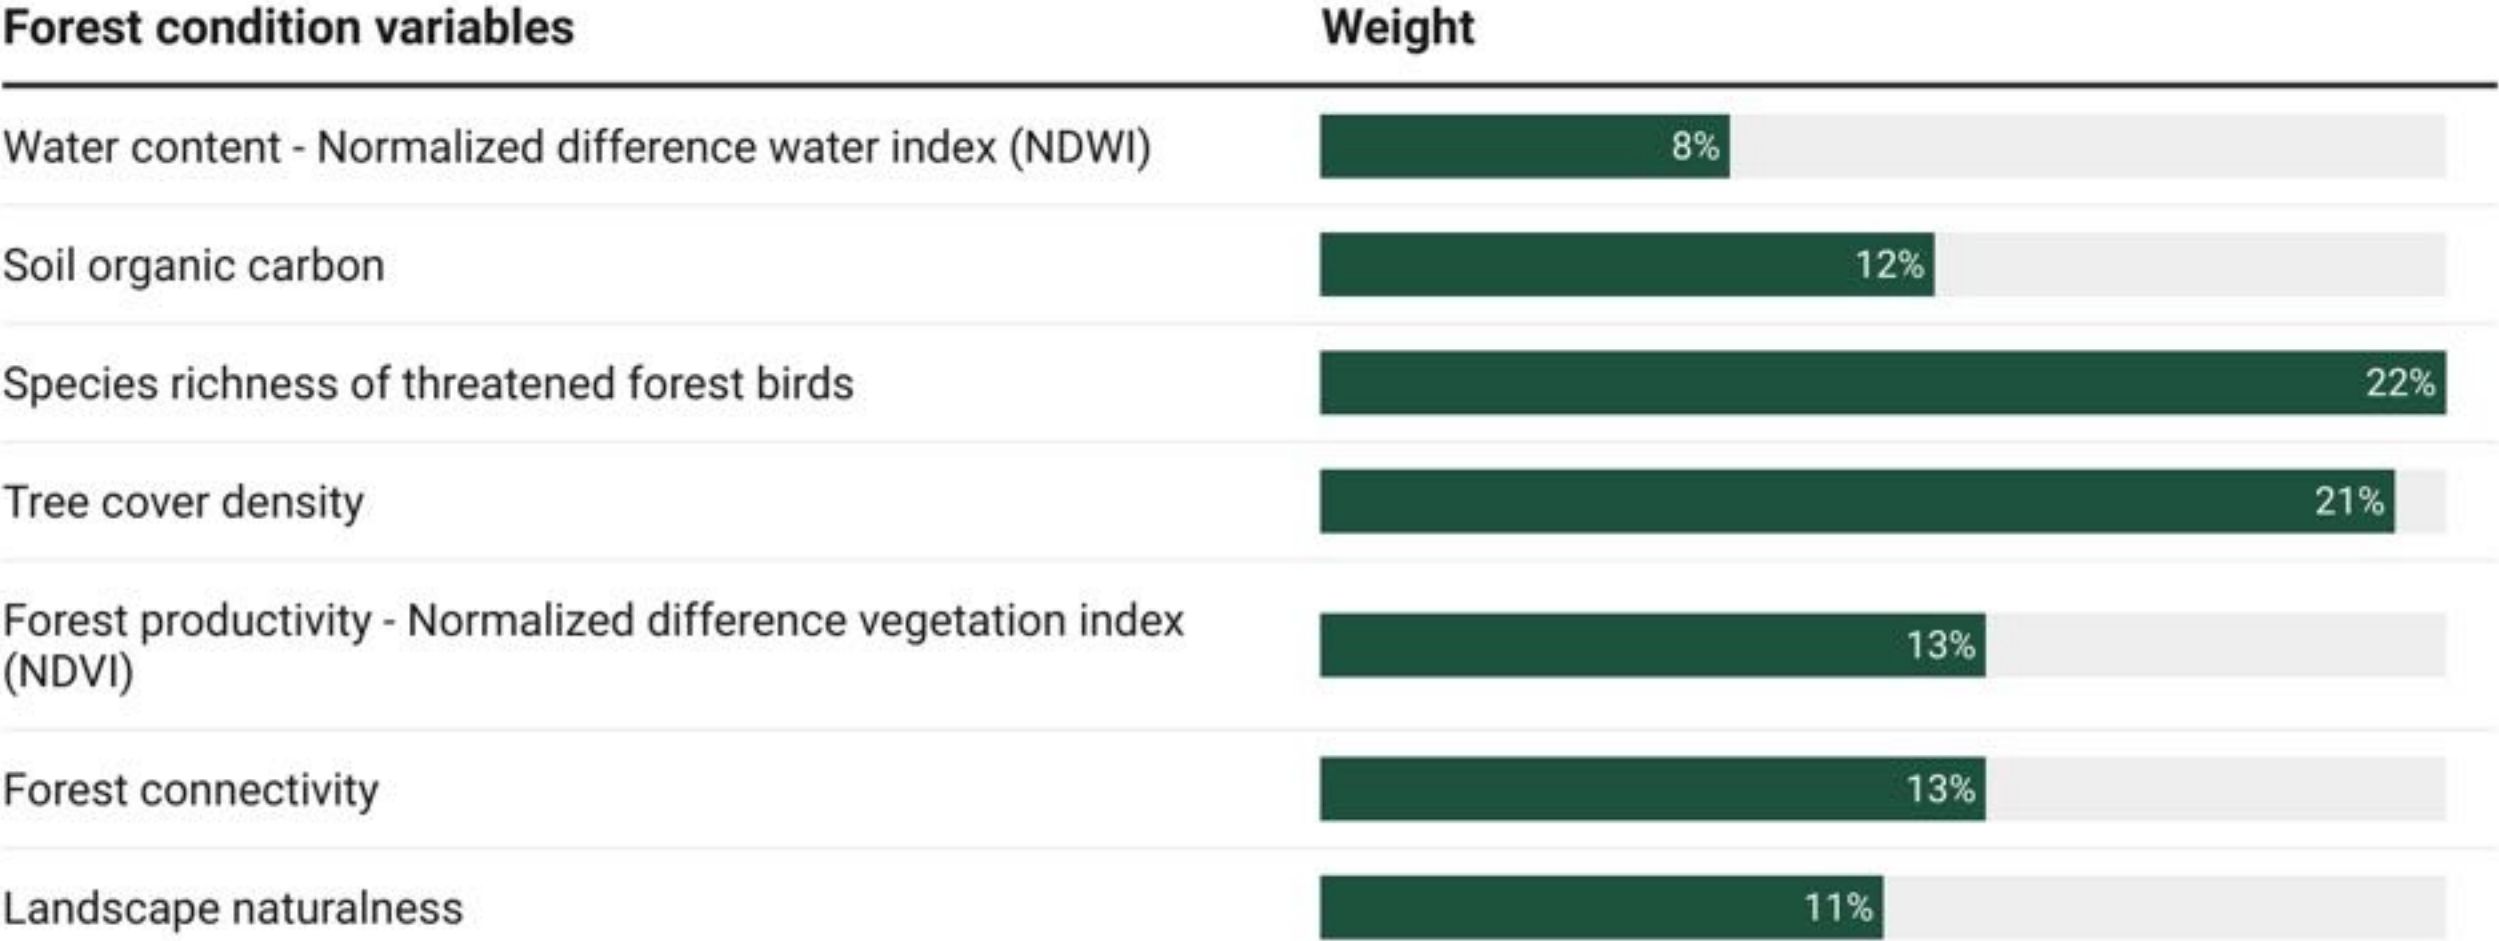 Forest condition variables Weight
Water content - Normalized difference water index (NDWI) 8%
Soil organic carbon 12%
Species richness of threatened forest birds 22%
Tree cover density 21%
Forest productivity - Normalized difference vegetation index
(NDVI) 13%
Forest connectivity 13%
Landscape naturalness 11%